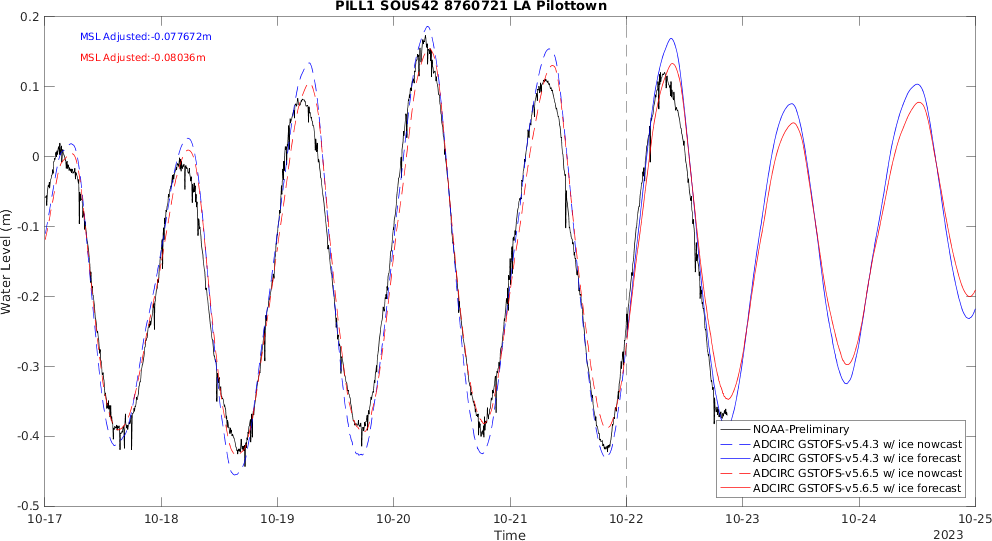 PILL1 SOUS42 8760721 LA Pilottown
MSL Adjusted:-0.077672m
MSL Adjusted:-0.08036m
Water Level (m)
0.2
0.1
0
-0.1
-0.2
-0.3
-0.4
-0.5
NOAA-Preliminary
ADCIRC GSTOFS-v5.4.3 w/ ice nowcast
ADCIRC GSTOFS-v5.4.3 w/ ice forecast
ADCIRC GSTOFS-v5.6.5 w/ ice nowcast
ADCIRC GSTOFS-v5.6.5 w/ ice forecast
10-17 10-18 10-19 10-20 10-21 10-22 10-23 10-24 10-25
Time
2023